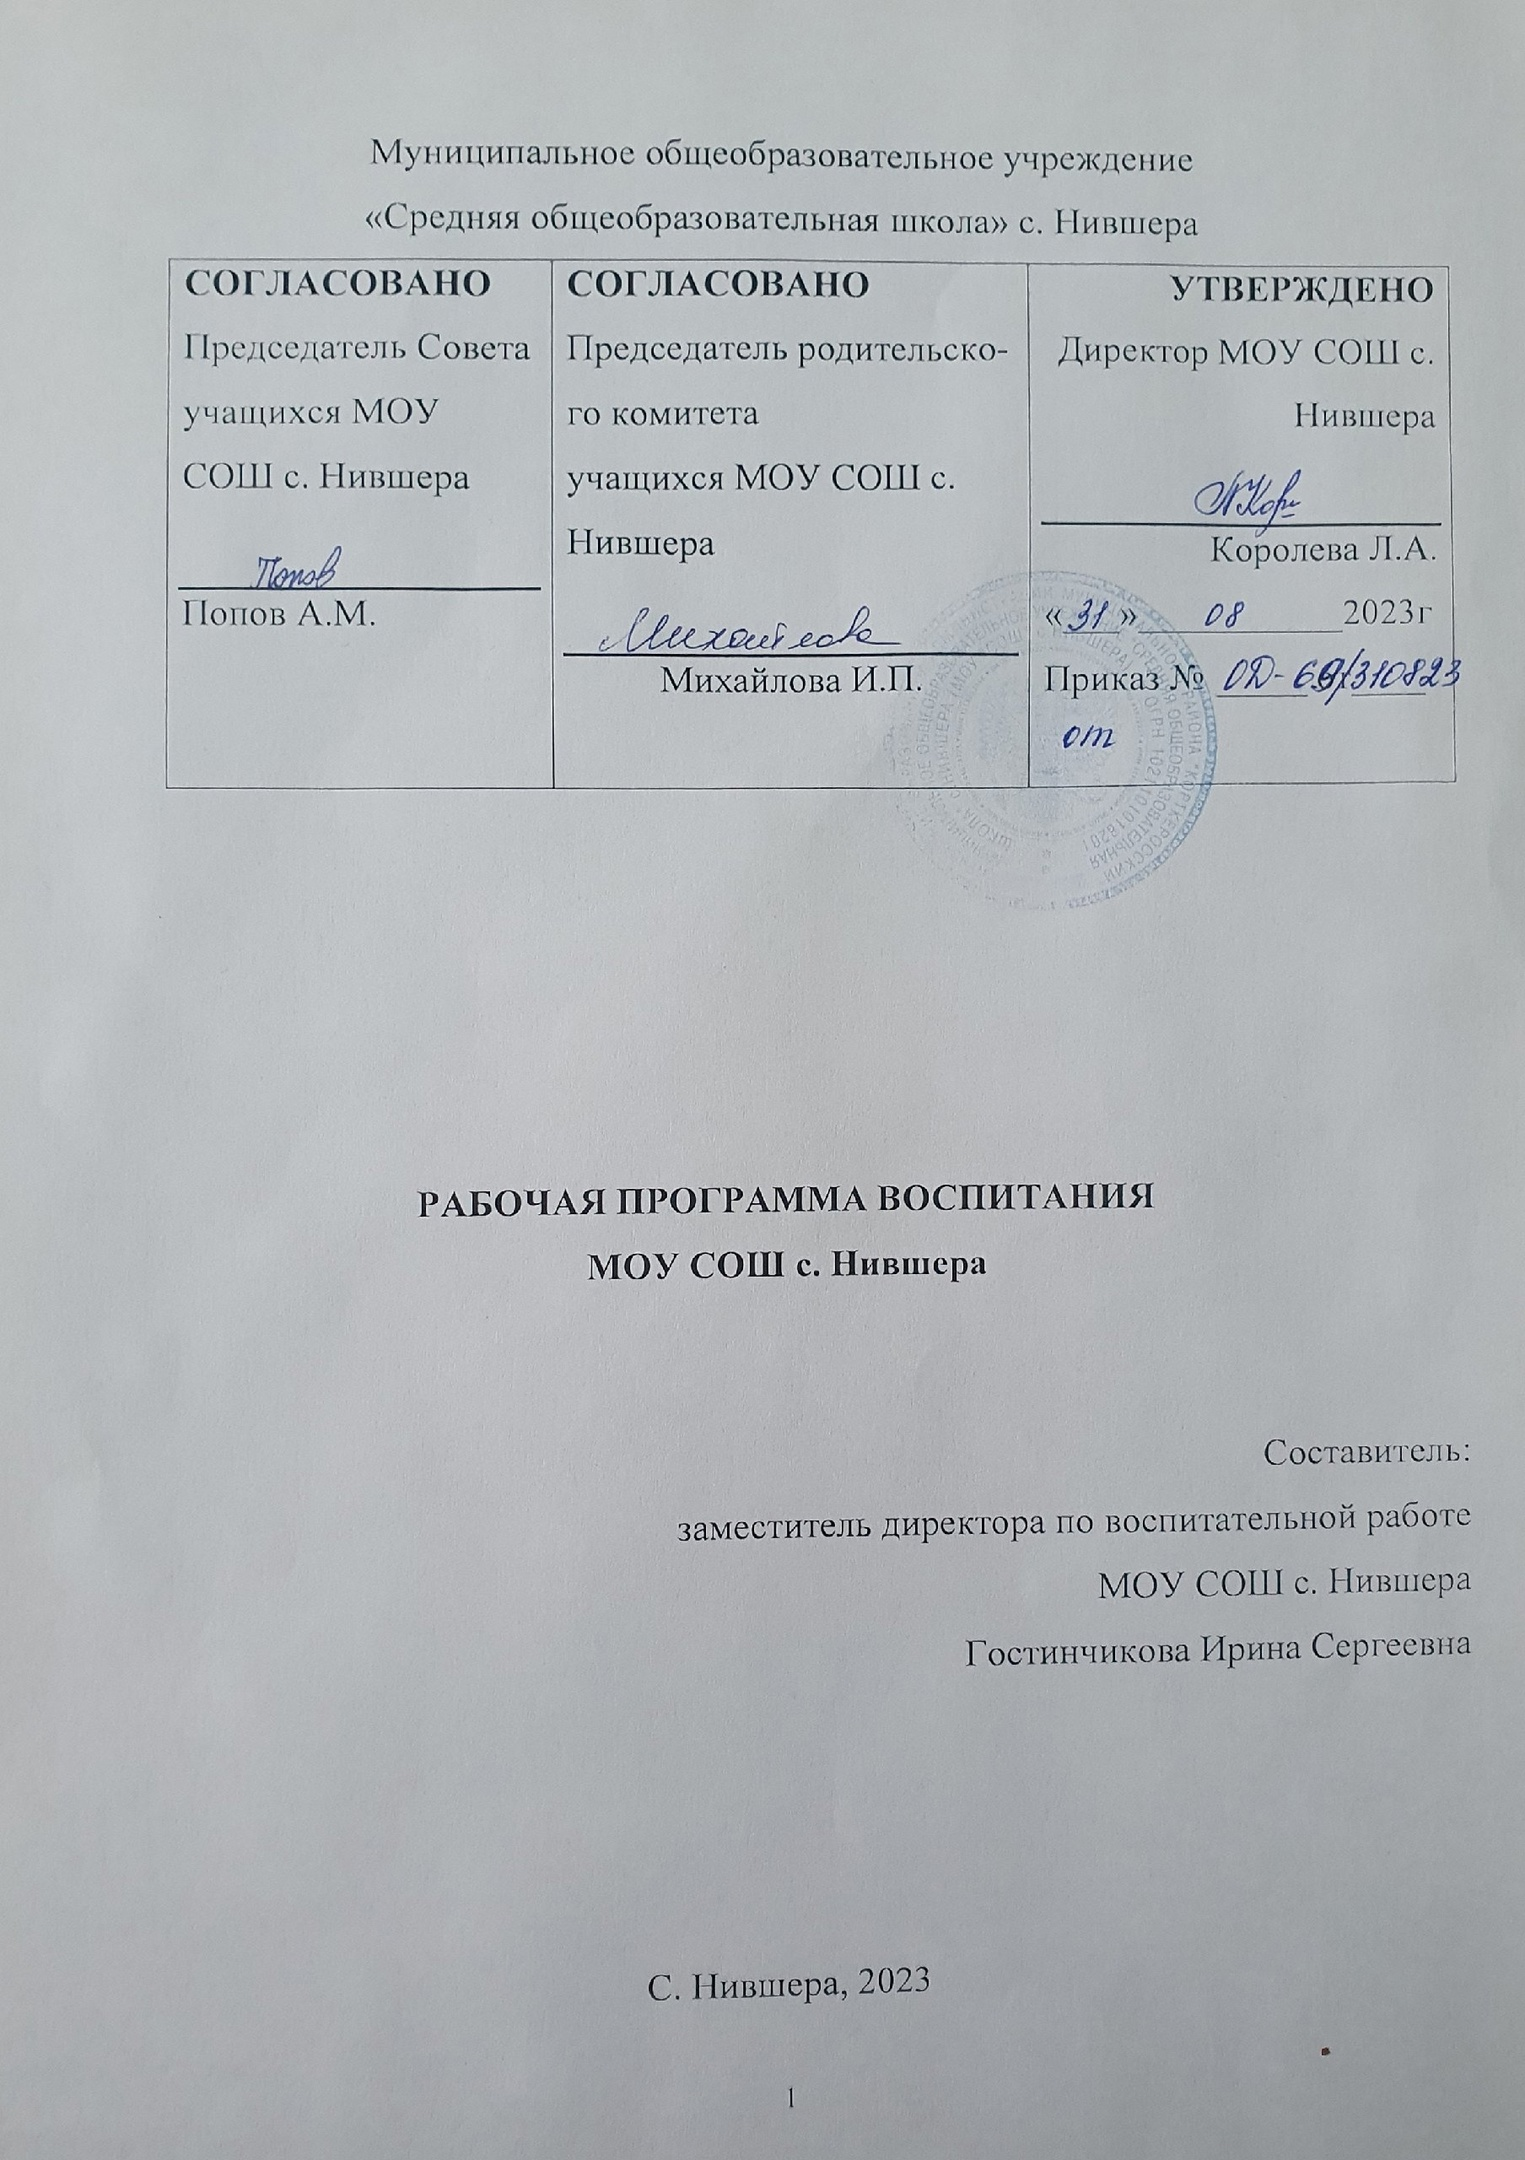 Муниципальное общеобразовательное учреждение
«Средняя общеобразовательная школа» с. Нившера
СОГЛАСОВАНО
Председатель Совета
учащихся МОУ
СОШ с. Нившера
Попов
Попов А.М.
СОГЛАСОВАНО
Председатель родительско-
го комитета
учащихся МОУ СОШ с.
Нившера
Михайлова
Михайлова И.П.
УТВЕРЖДЕНО
Директор МОУ СОШ с.
Нившера
Королева Л.А.
«31» 08 2023г
Приказ № ОД-69/310823
от
РАБОЧАЯ ПРОГРАММА ВОСПИТАНИЯ
МОУ СОШ с. Нившера
Составитель:
заместитель директора по воспитательной работе
МОУ СОШ с. Нившера
Гостинчикова Ирина Сергеевна
С. Нившера, 2023
1